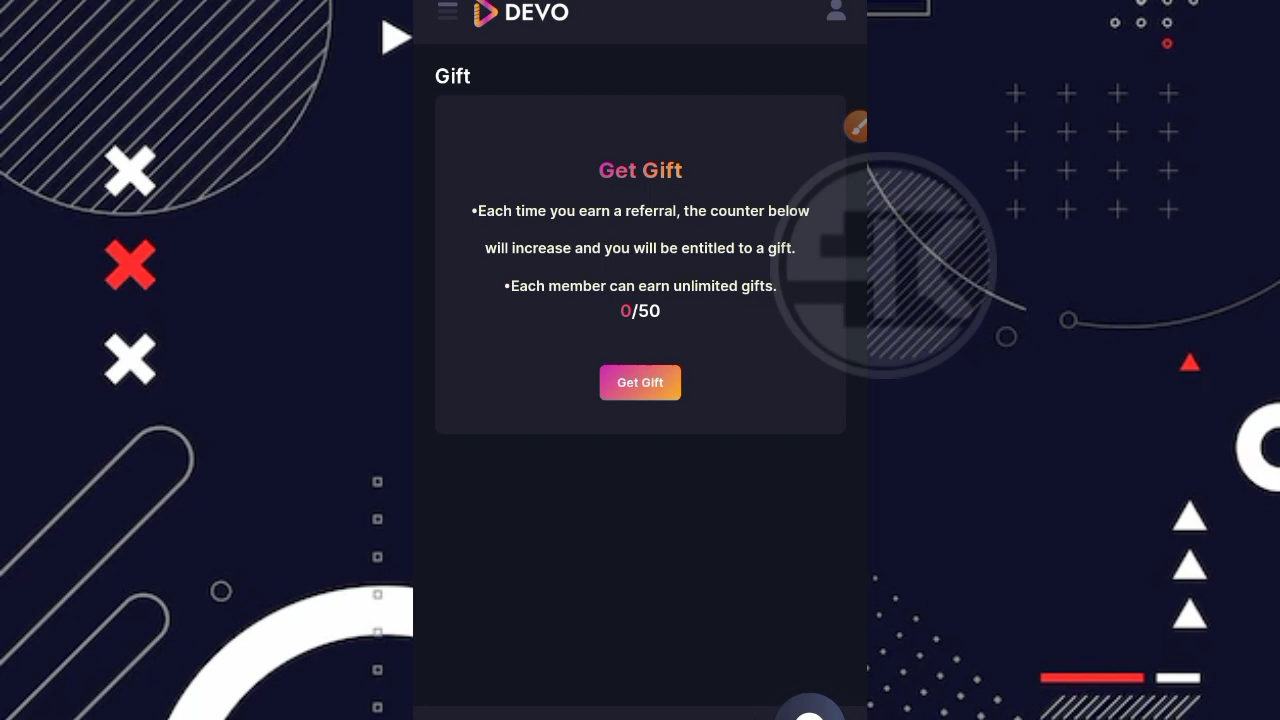 DEVO
Gift
Get Gift
•Each time you earn a referral, the counter below
will increase and you will be entitled to a gift.
•Each member can earn unlimited gifts.
0/50
Get Gift